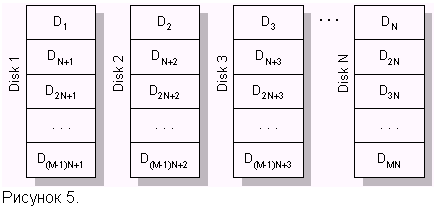 Disk 1 Disk 2 Disk 3 Disk N
D1 D2 D3 . . . DN
DN+1 DN+2 DN+3 D2N
D2N+1 D2N+2 D2N+3 D3N
. . . . . . . . . . . .
D(M-1)N+1 D(M-1)N+2 D(M-1)N+3 DMN
Рисунок 5.